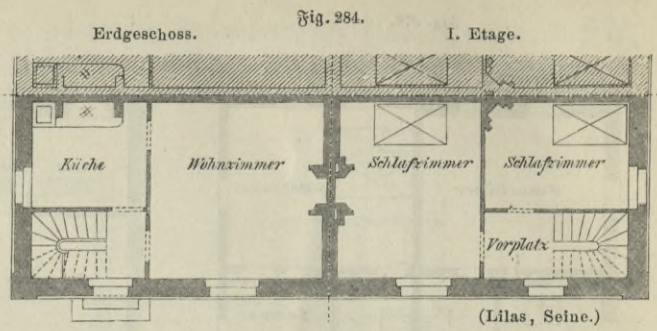 Fig. 284.
Erdgeschoss. I. Etage.
Küche Wohnzimmer Schlafzimmer Schlafzimmer
Vorplatz
(Lilas, Seine.)